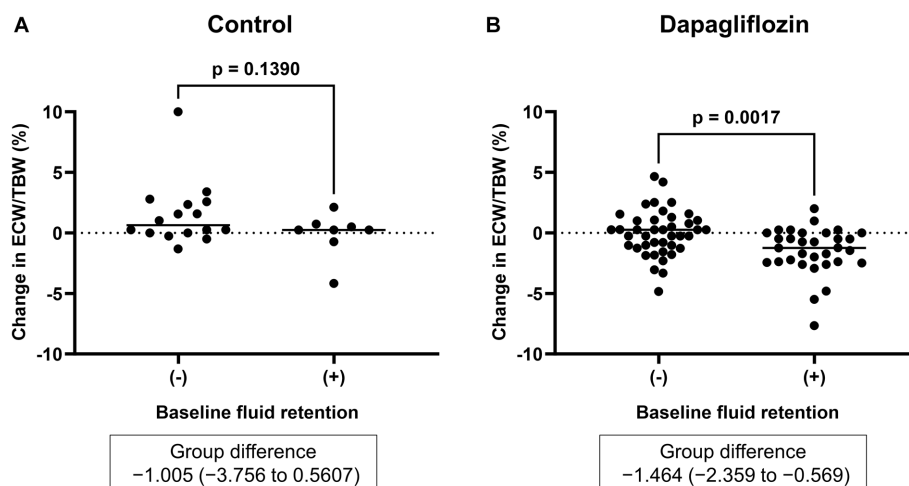 A
Control
p = 0.1390
Change in ECW/TBW (%)
10
5
0
-5
-10
(-)
(+)
Baseline fluid retention
Group difference
−1.005 (−3.756 to 0.5607)
B
Dapagliflozin
p = 0.0017
Change in ECW/TBW (%)
10
5
0
-5
-10
(-)
(+)
Baseline fluid retention
Group difference
−1.464 (−2.359 to −0.569)